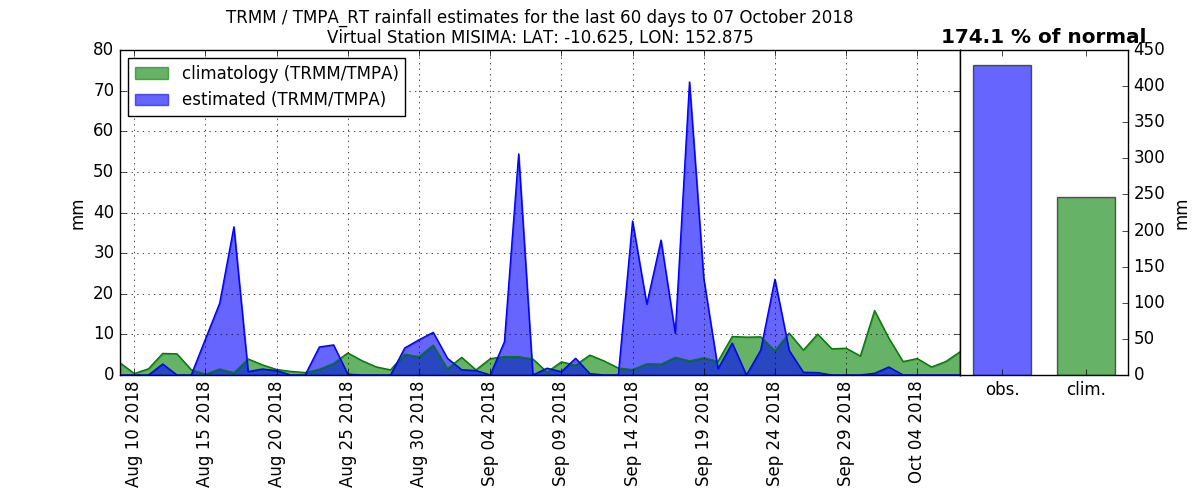 TRMM / TMPA_RT rainfall estimates for the last 60 days to 07 October 2018
Virtual Station MISIMA: LAT: -10.625, LON: 152.875
174.1 % of normal
climatology (TRMM/TMPA)
estimated (TRMM/TMPA)
mm
80
70
60
50
40
30
20
10
0
Aug 10 2018
Aug 15 2018
Aug 20 2018
Aug 25 2018
Aug 30 2018
Sep 04 2018
Sep 09 2018
Sep 14 2018
Sep 19 2018
Sep 24 2018
Sep 29 2018
Oct 04 2018
obs.
clim.
450
400
350
300
250
200
150
100
50
0
mm